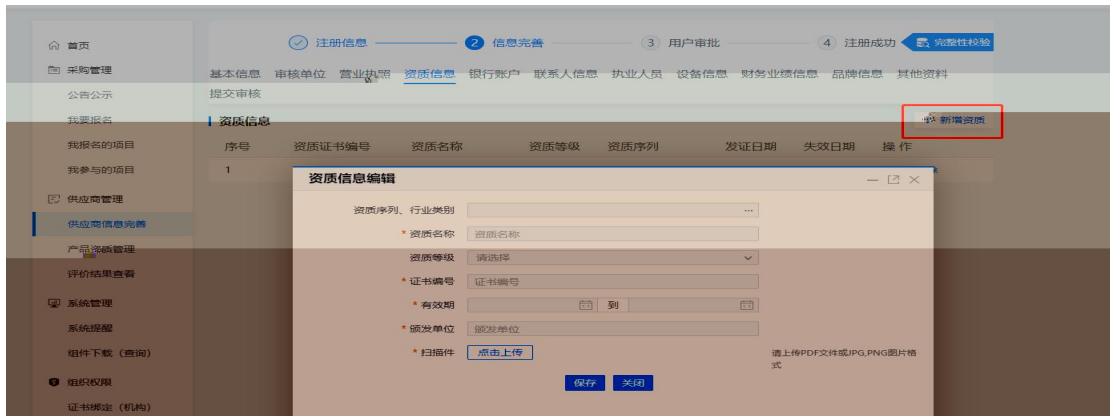 首页
采购管理
公告公示
我要报名
我报名的项目
我参与的项目
供应商管理
供应商信息完善
产品资质管理
评价结果查看
系统管理
系统提醒
组件下载（查询）
组织权限
证书绑定（机构）
注册信息 2 信息完善 3 用户审批 4 注册成功 完整性校验
基本信息 审核单位 营业执照 资质信息 银行账户 联系人信息 执业人员 设备信息 财务业绩信息 品牌信息 其他资料
提交审核
资质信息 新增资质
序号 资质证书编号 资质名称 资质等级 资质序列 发证日期 失效日期 操作
1
资质信息编辑
资质序列、行业类别 ...
* 资质名称 资质名称
资质等级 请选择
* 证书编号 证书编号
* 有效期 到
* 颁发单位 颁发单位
* 扫描件 点击上传 请上传PDF文件或JPG,PNG图片格
式
保存 关闭